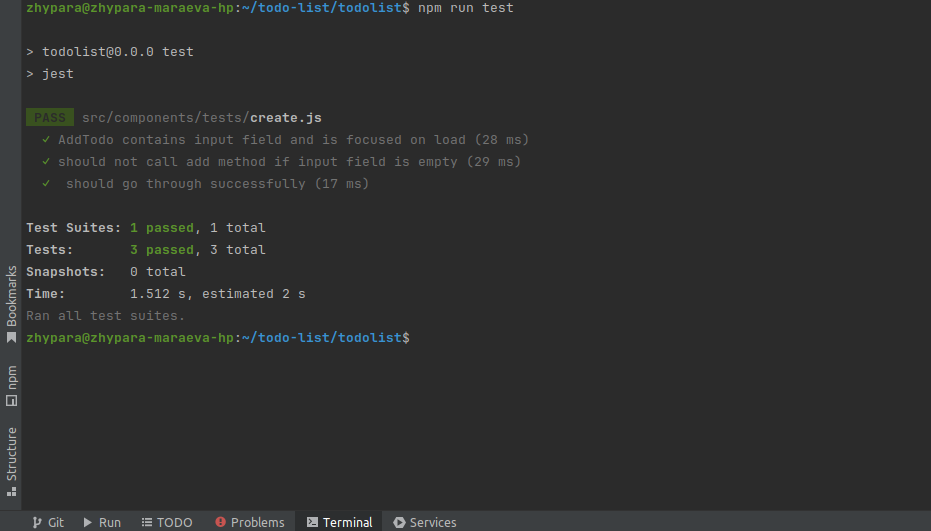 zhypara@zhypara-maraeva-hp:~/todo-list/todolist$ npm run test
> todolist@0.0.0 test
> jest
PASS src/components/tests/create.js
✓ AddTodo contains input field and is focused on load (28 ms)
✓ should not call add method if input field is empty (29 ms)
✓ should go through successfully (17 ms)
Test Suites: 1 passed, 1 total
Tests: 3 passed, 3 total
Snapshots: 0 total
Time: 1.512 s, estimated 2 s
Ran all test suites.
zhypara@zhypara-maraeva-hp:~/todo-list/todolist$
Bookmarks
npm
Structure
Git Run TODO Problems Terminal Services